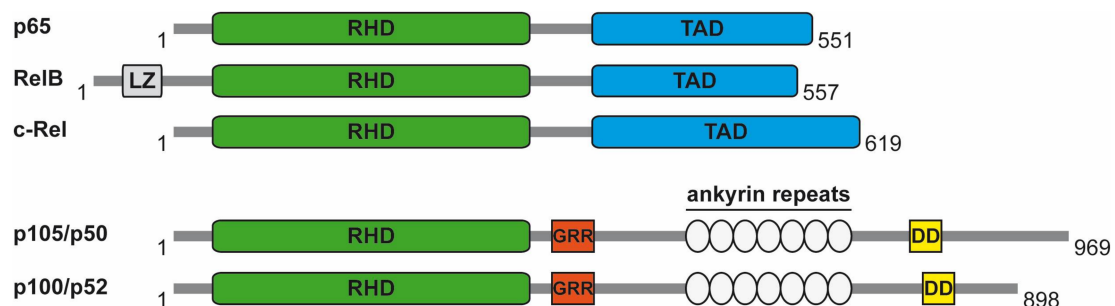 p65 1 RHD TAD 551
RelB 1 LZ RHD TAD 557
c-Rel 1 RHD TAD 619
ankyrin repeats
p105/p50 1 RHD GRR DD 969
p100/p52 1 RHD GRR DD 898